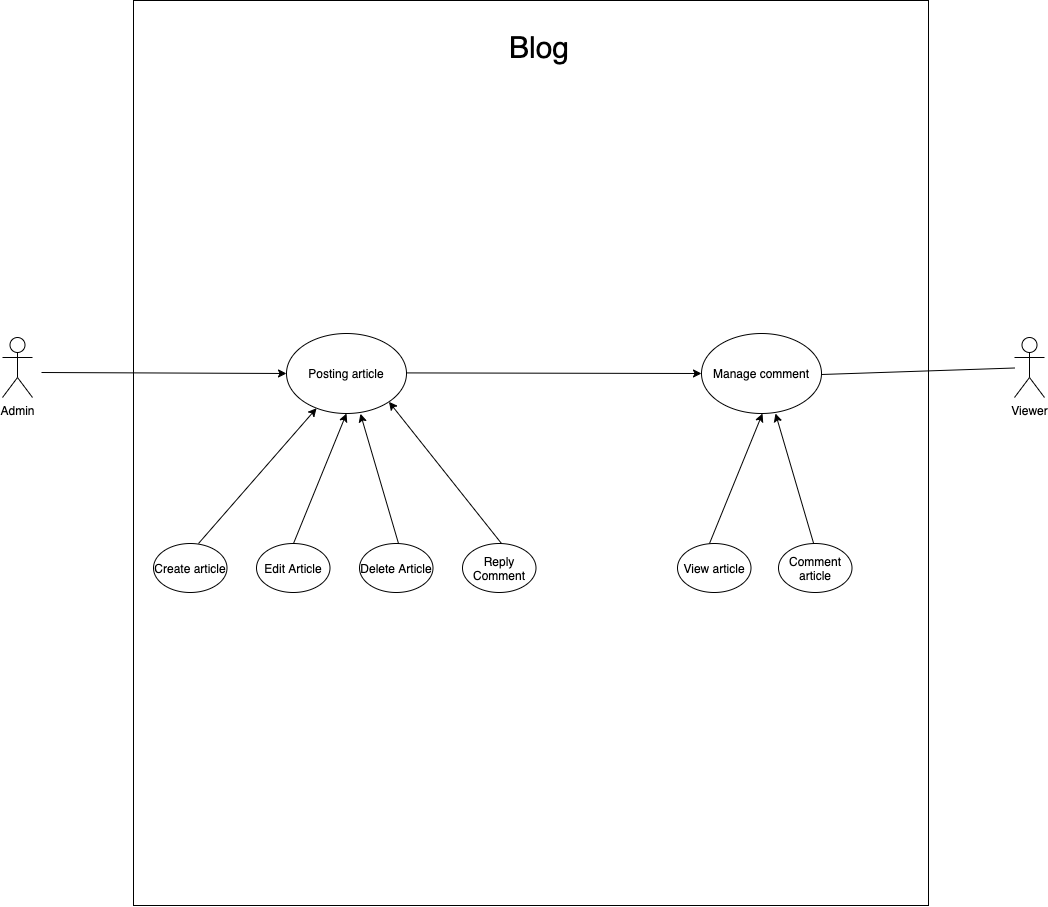 Blog
Admin
Posting article
Manage comment
Viewer
Create article
Edit Article
Delete Article
Reply
Comment
View article
Comment
article